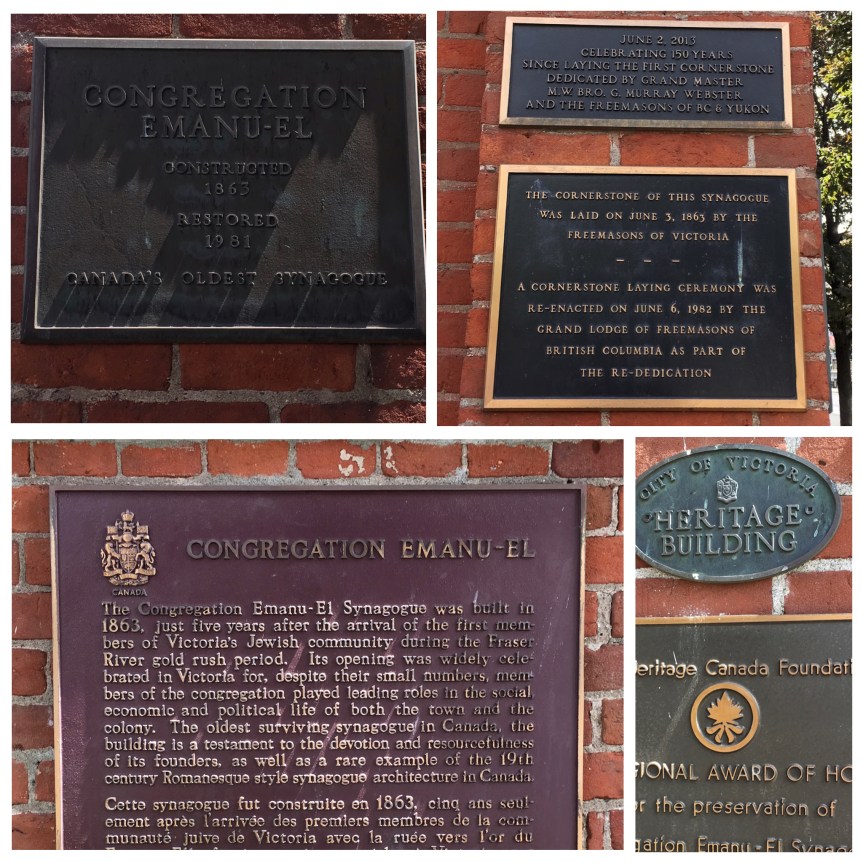 CONGREGATION
EMANU-EL
CONSTRUCTED
1863
RESTORED
1981
CANADA'S OLDEST SYNAGOGUE
JUNE 2, 2013
CELEBRATING 150 YEARS
SINCE LAYING THE FIRST CORNERSTONE
DEDICATED BY GRAND MASTER
M.W. BRO. G. MURRAY WEBSTER
AND THE FREEMASONS OF BC & YUKON
THE CORNERSTONE OF THIS SYNAGOGUE
WAS LAID ON JUNE 3, 1863 BY THE
FREEMASONS OF VICTORIA
– – –
A CORNERSTONE LAYING CEREMONY WAS
RE-ENACTED ON JUNE 6, 1982 BY THE
GRAND LODGE OF FREEMASONS OF
BRITISH COLUMBIA AS PART OF
THE RE-DEDICATION
CANADA
CONGREGATION EMANU-EL
The Congregation Emanu-El Synagogue was built in
1863, just five years after the arrival of the first mem-
bers of Victoria's Jewish community during the Fraser
River gold rush period. Its opening was widely cele-
brated in Victoria for, despite their small numbers, mem-
bers of the congregation played leading roles in the social,
economic and political life of both the town and the
colony. The oldest surviving synagogue in Canada, the
building is a testament to the devotion and resourcefulness
of its founders, as well as a rare example of the 19th
century Romanesque style synagogue architecture in Canada.
Cette synagogue fut construite en 1863, cinq ans seul-
ement après l'arrivée des premiers membres de la com-
munauté juive de Victoria avec la ruée vers l'or du
CITY OF VICTORIA
HERITAGE
BUILDING
eritage Canada Foundati
IONAL AWARD OF HO
or the preservation of
gation Emanu-El Synago